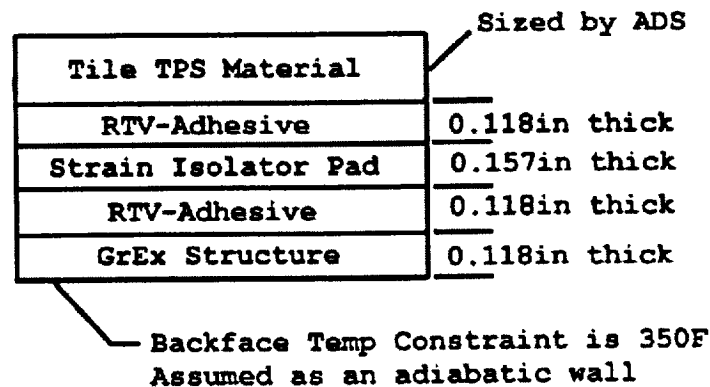 Sized by ADS
Tile TPS Material
RTV-Adhesive 0.118in thick
Strain Isolator Pad 0.157in thick
RTV-Adhesive 0.118in thick
GrEx Structure 0.118in thick
Backface Temp Constraint is 350F
Assumed as an adiabatic wall